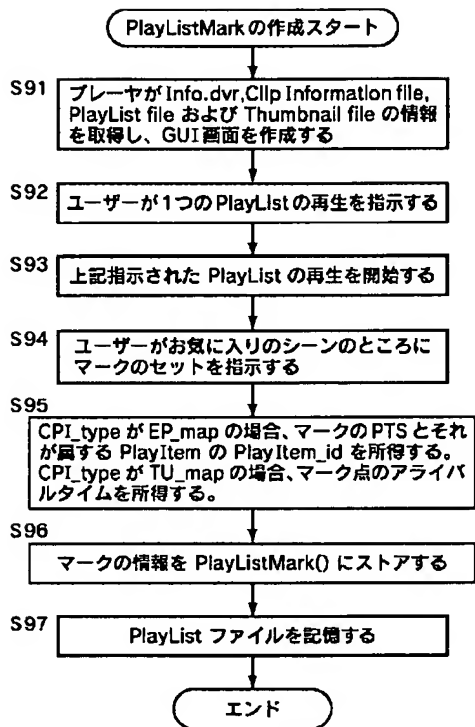 PlayListMarkの作成スタート
S91
プレーヤがInfo.dvr,Clip Information file,
PlayList file および Thumbnail file の情報
を取得し、GUI画面を作成する
S92
ユーザーが1つのPlayListの再生を指示する
S93
上記指示された PlayList の再生を開始する
S94
ユーザーがお気に入りのシーンのところに
マークのセットを指示する
S95
CPI_type が EP_map の場合、マークのPTSとそれ
が属する PlayItem の PlayItem_id を所得する。
CPI_type が TU_map の場合、マーク点のアライバ
ルタイムを所得する。
S96
マークの情報を PlayListMark() にストアする
S97
PlayList ファイルを記憶する
エンド